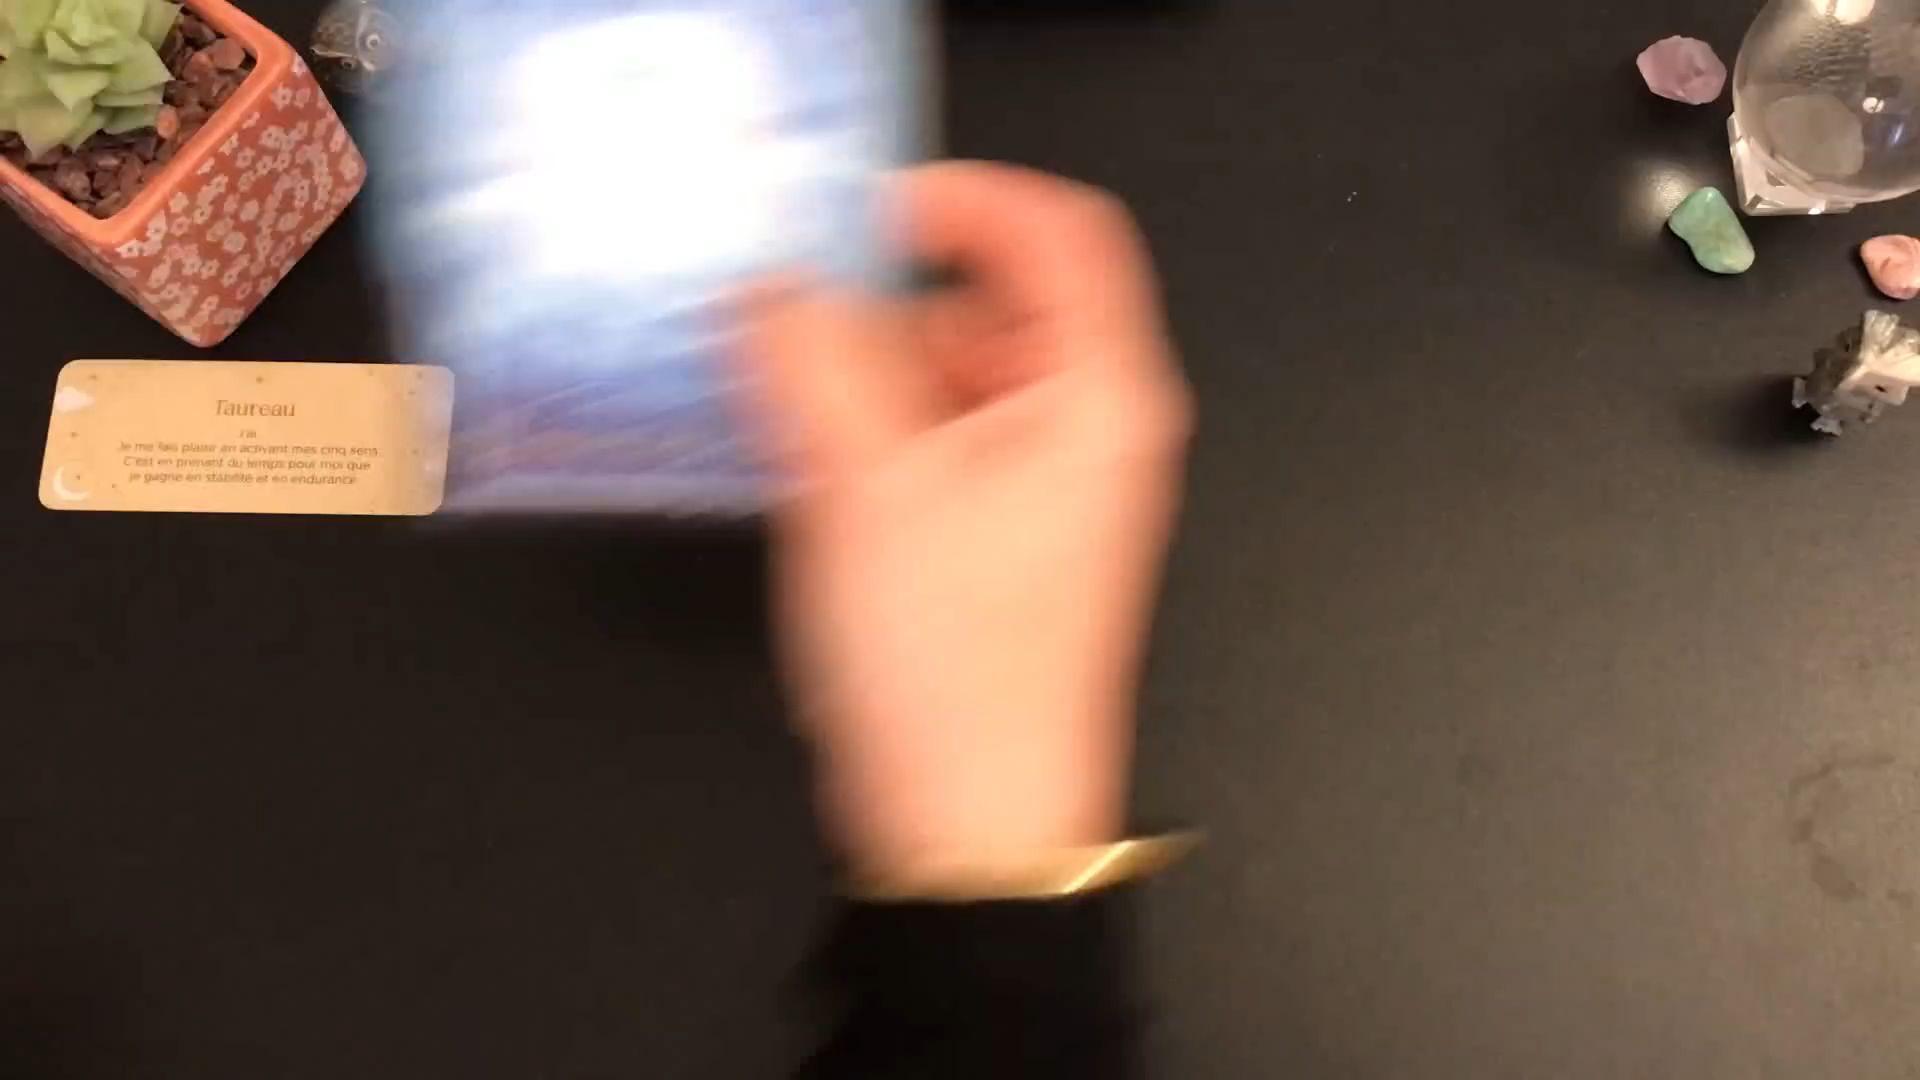 Taureau
J'ai
Je me fais plaisir en activant mes cinq sens
C'est en prenant du temps pour moi que
je gagne en stabilité et en endurance